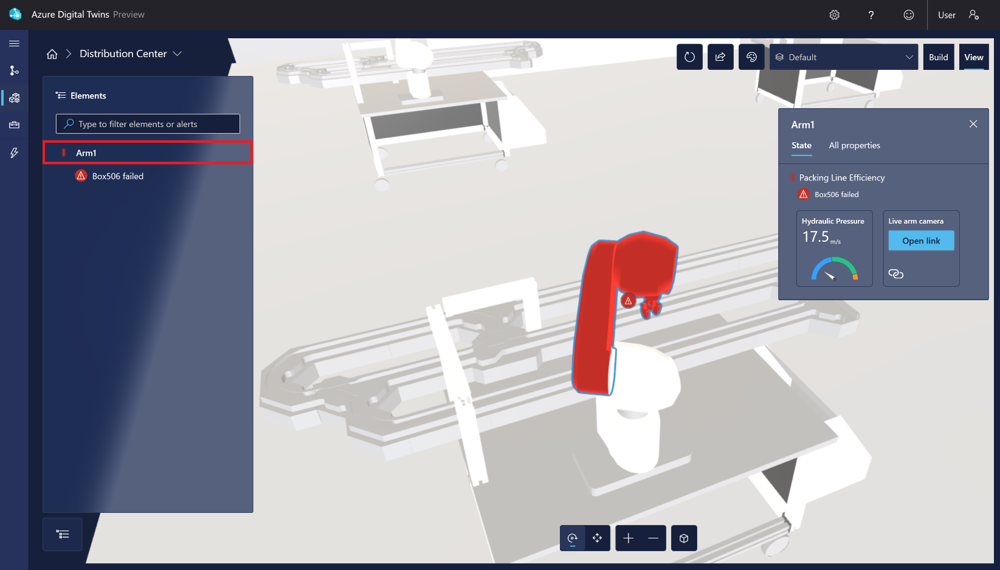 Azure Digital Twins Preview
? User
Distribution Center
Default
Build
View
Elements
Type to filter elements or alerts
Arm1
Box506 failed
Arm1
State All properties
Packing Line Efficiency
Box506 failed
Hydraulic Pressure
17.5 m/s
Live arm camera
Open link